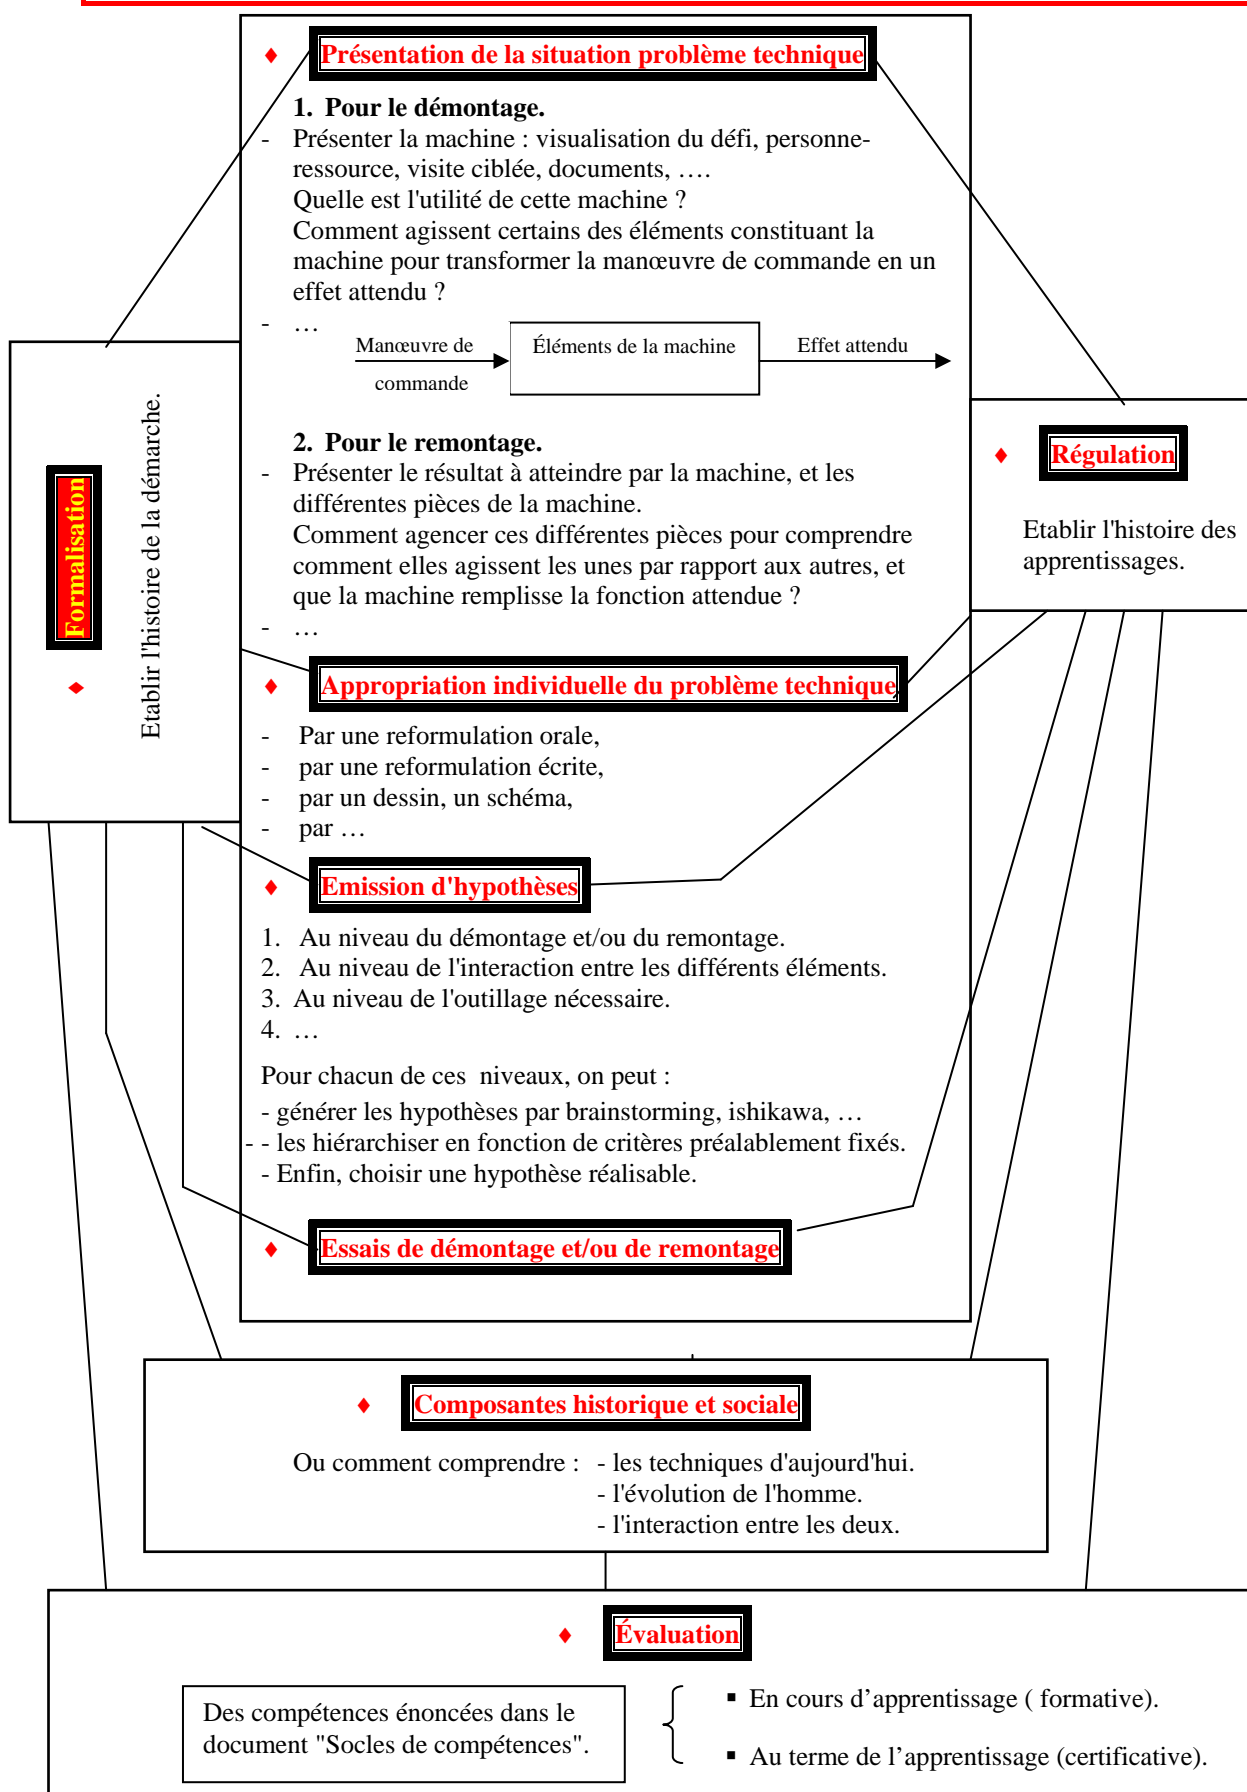 ♦ Présentation de la situation problème technique
1. Pour le démontage.
- Présenter la machine : visualisation du défi, personne-
ressource, visite ciblée, documents, ….
Quelle est l'utilité de cette machine ?
Comment agissent certains des éléments constituant la
machine pour transformer la manœuvre de commande en un
effet attendu ?
- …
Manœuvre de
commande
Éléments de la machine
Effet attendu
2. Pour le remontage.
- Présenter le résultat à atteindre par la machine, et les
différentes pièces de la machine.
Comment agencer ces différentes pièces pour comprendre
comment elles agissent les unes par rapport aux autres, et
que la machine remplisse la fonction attendue ?
- …
♦ Formalisation
Etablir l'histoire de la démarche.
♦ Régulation
Etablir l'histoire des
apprentissages.
♦ Appropriation individuelle du problème technique
- Par une reformulation orale,
- par une reformulation écrite,
- par un dessin, un schéma,
- par …
♦ Emission d'hypothèses
1. Au niveau du démontage et/ou du remontage.
2. Au niveau de l'interaction entre les différents éléments.
3. Au niveau de l'outillage nécessaire.
4. …
Pour chacun de ces niveaux, on peut :
- générer les hypothèses par brainstorming, ishikawa, …
- - les hiérarchiser en fonction de critères préalablement fixés.
- Enfin, choisir une hypothèse réalisable.
♦ Essais de démontage et/ou de remontage
♦ Composantes historique et sociale
Ou comment comprendre : - les techniques d'aujourd'hui.
- l'évolution de l'homme.
- l'interaction entre les deux.
♦ Évaluation
Des compétences énoncées dans le
document "Socles de compétences".
▪ En cours d’apprentissage ( formative).
▪ Au terme de l’apprentissage (certificative).